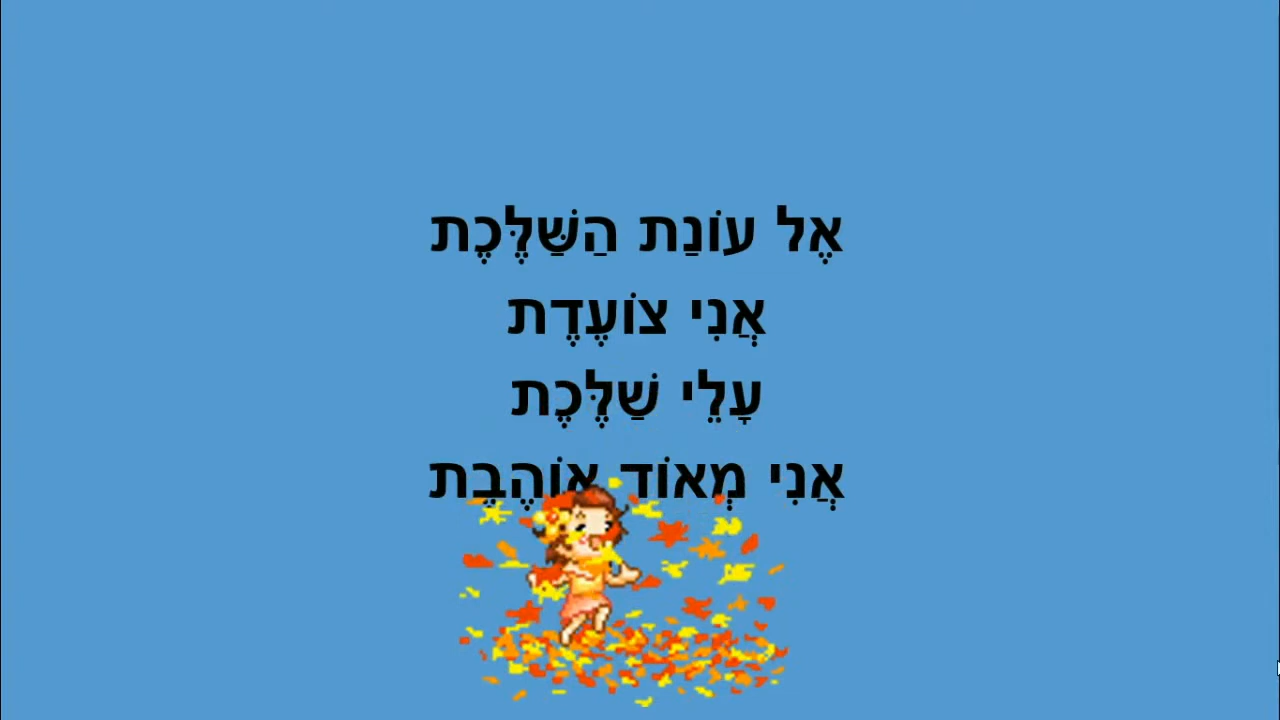 אֶל עוֹנַת הַשַּׁלֶּכֶת
אֲנִי צוֹעֶדֶת
עָלֵי שַׁלֶּכֶת
אֲנִי מְאוֹד אוֹהֶבֶת